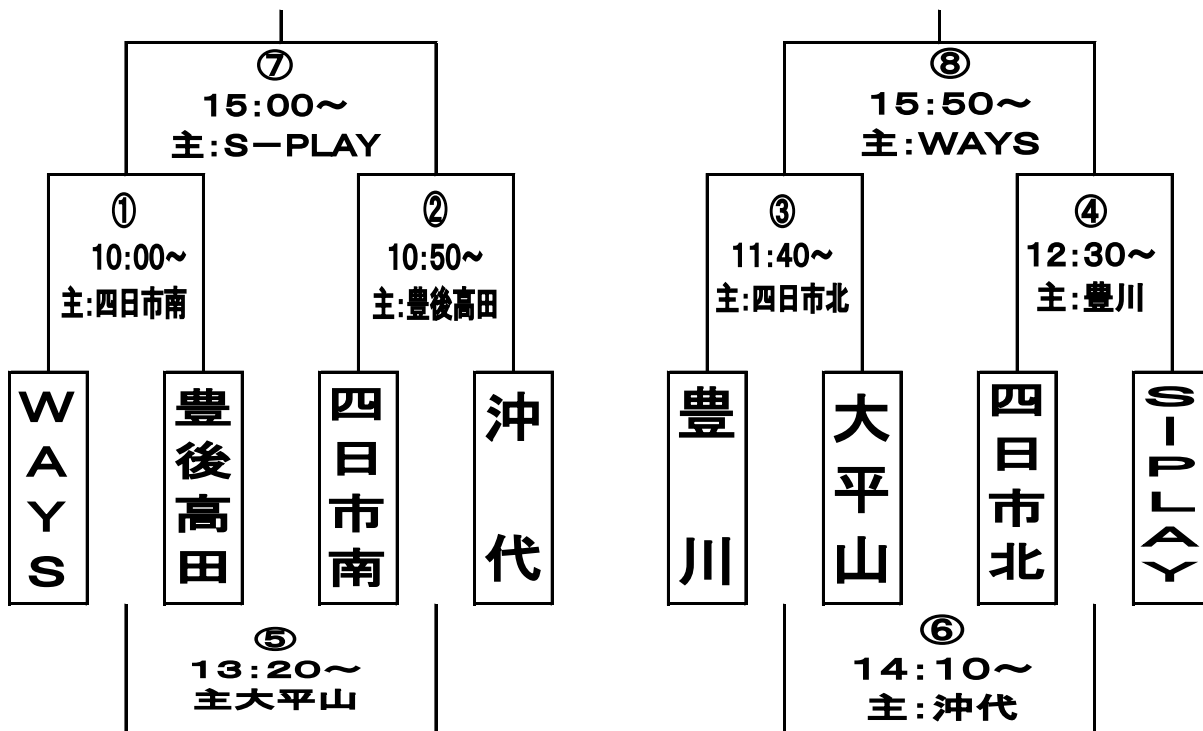 ⑦
15:00～
主:S－PLAY
⑧
15:50～
主:WAYS
①
10:00～
主:四日市南
②
10:50～
主:豊後高田
③
11:40～
主:四日市北
④
12:30～
主:豊川
WAYS
豊後高田
四日市南
沖代
豊川
大平山
四日市北
S｜PLAY
⑤
13:20～
主大平山
⑥
14:10～
主:沖代